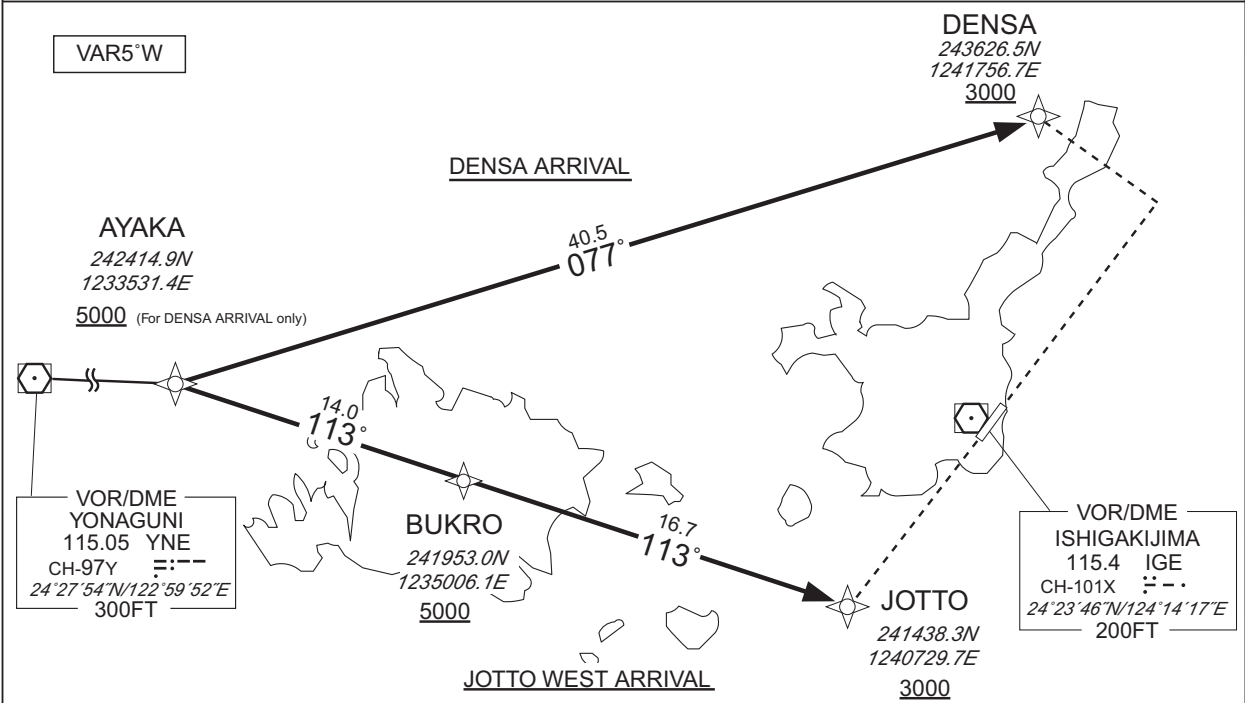 VAR5°W
DENSA
243626.5N
1241756.7E
3000
DENSA ARRIVAL
AYAKA
242414.9N
1233531.4E
5000 (For DENSA ARRIVAL only)
40.5
077°
14.0
113°
BUKRO
241953.0N
1235006.1E
5000
16.7
113°
JOTTO
241438.3N
1240729.7E
3000
JOTTO WEST ARRIVAL
VOR/DME
YONAGUNI
115.05 YNE
CH-97Y
24°27´54˝N/122°59´52˝E
300FT
VOR/DME
ISHIGAKIJIMA
115.4 IGE
CH-101X
24°23´46˝N/124°14´17˝E
200FT